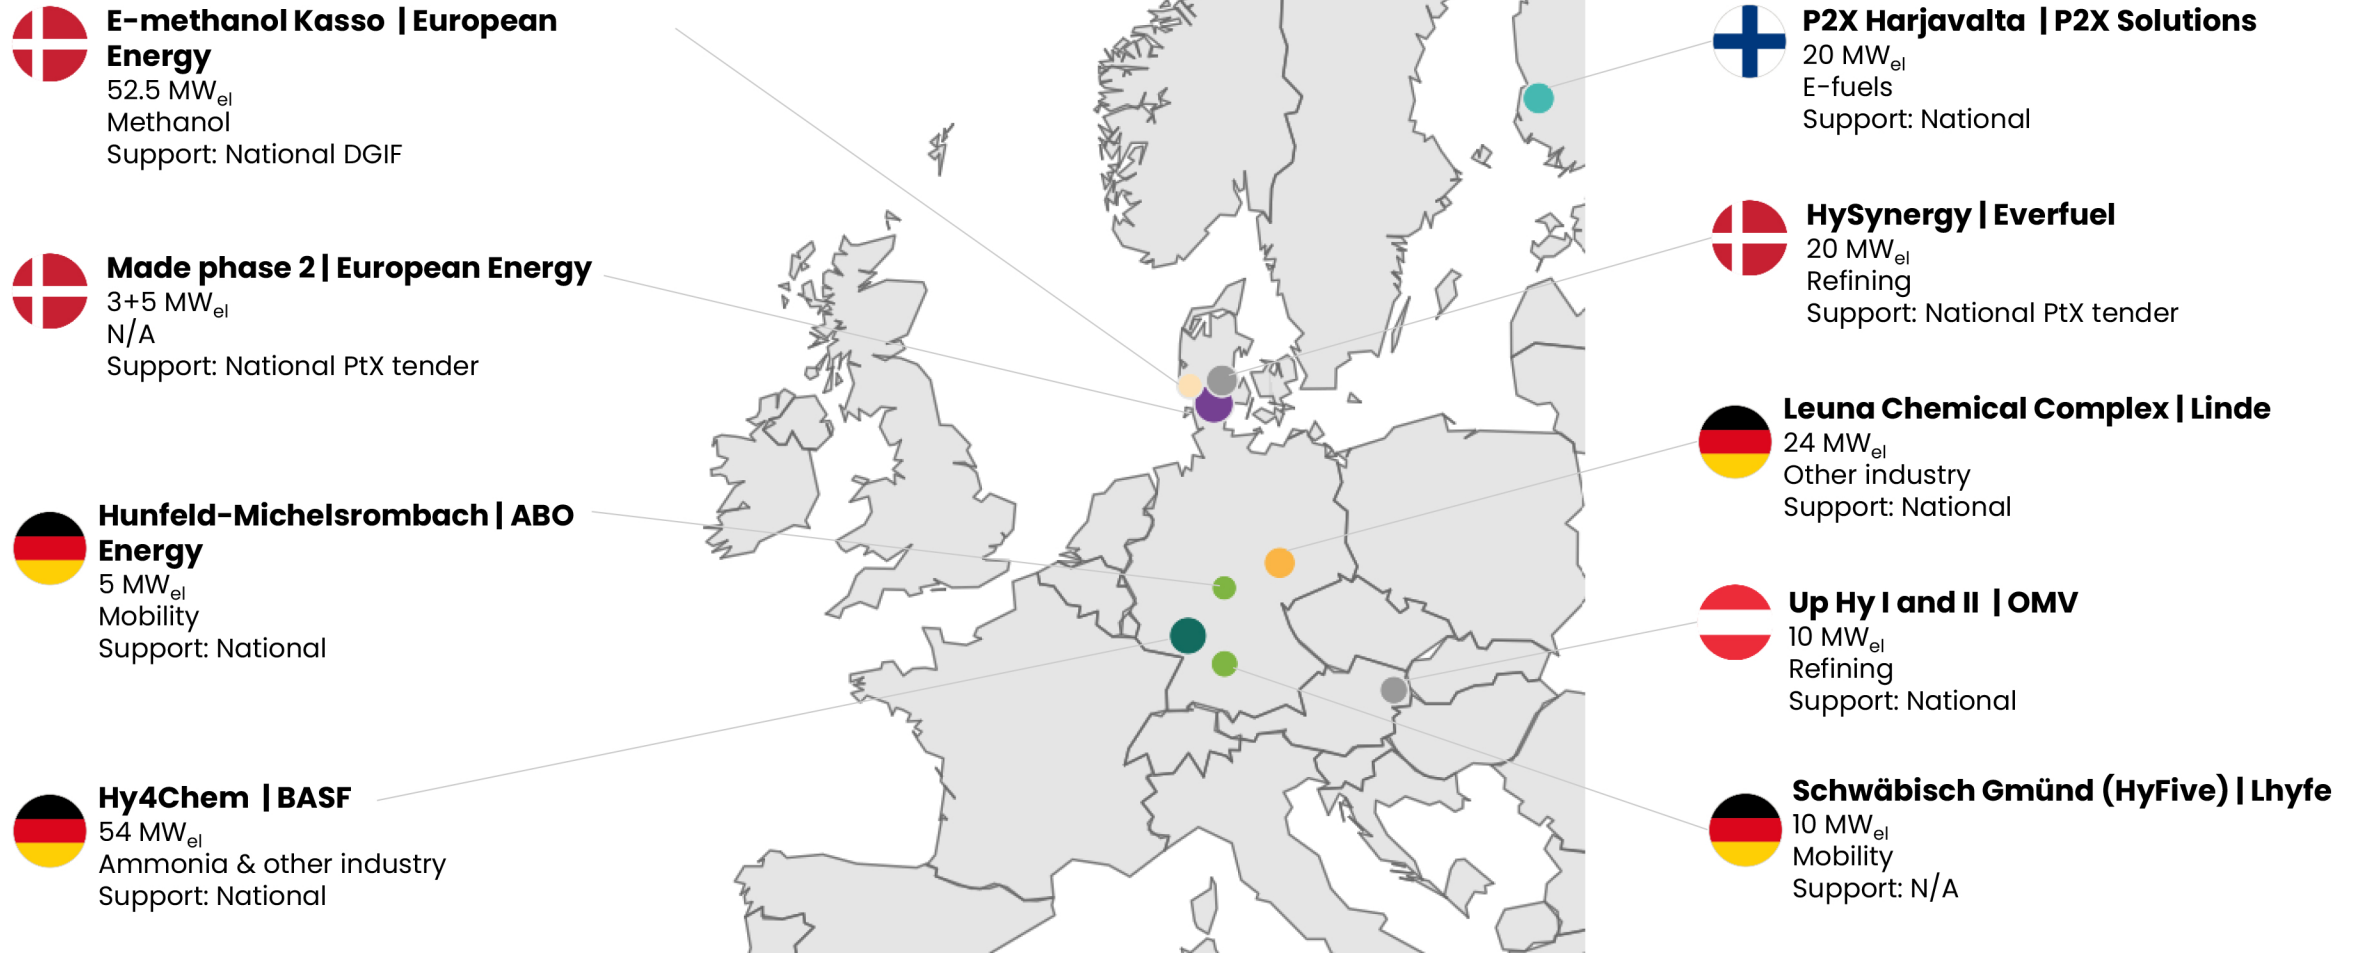 E-methanol Kasso | European
Energy
52.5 MWel
Methanol
Support: National DGIF
Made phase 2 | European Energy
3+5 MWel
N/A
Support: National PtX tender
Hunfeld-Michelsrombach | ABO
Energy
5 MWel
Mobility
Support: National
Hy4Chem | BASF
54 MWel
Ammonia & other industry
Support: National
P2X Harjavalta | P2X Solutions
20 MWel
E-fuels
Support: National
HySynergy | Everfuel
20 MWel
Refining
Support: National PtX tender
Leuna Chemical Complex | Linde
24 MWel
Other industry
Support: National
Up Hy I and II | OMV
10 MWel
Refining
Support: National
Schwäbisch Gmünd (HyFive) | Lhyfe
10 MWel
Mobility
Support: N/A